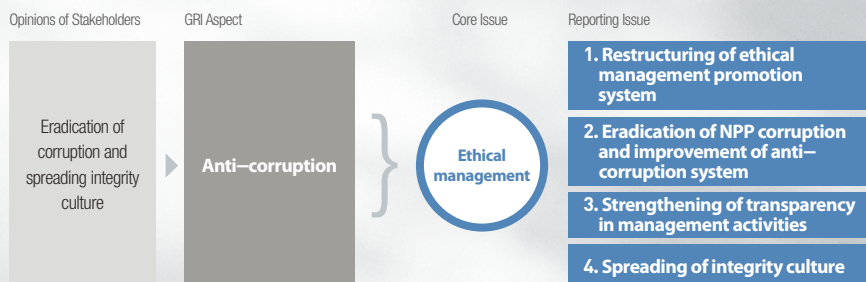 Opinions of Stakeholders
GRI Aspect
Core Issue
Reporting Issue
Eradication of
corruption and
spreading integrity
culture
Anti–corruption
Ethical
management
1. Restructuring of ethical
management promotion
system
2. Eradication of NPP corruption
and improvement of anti–
corruption system
3. Strengthening of transparency
in management activities
4. Spreading of integrity culture